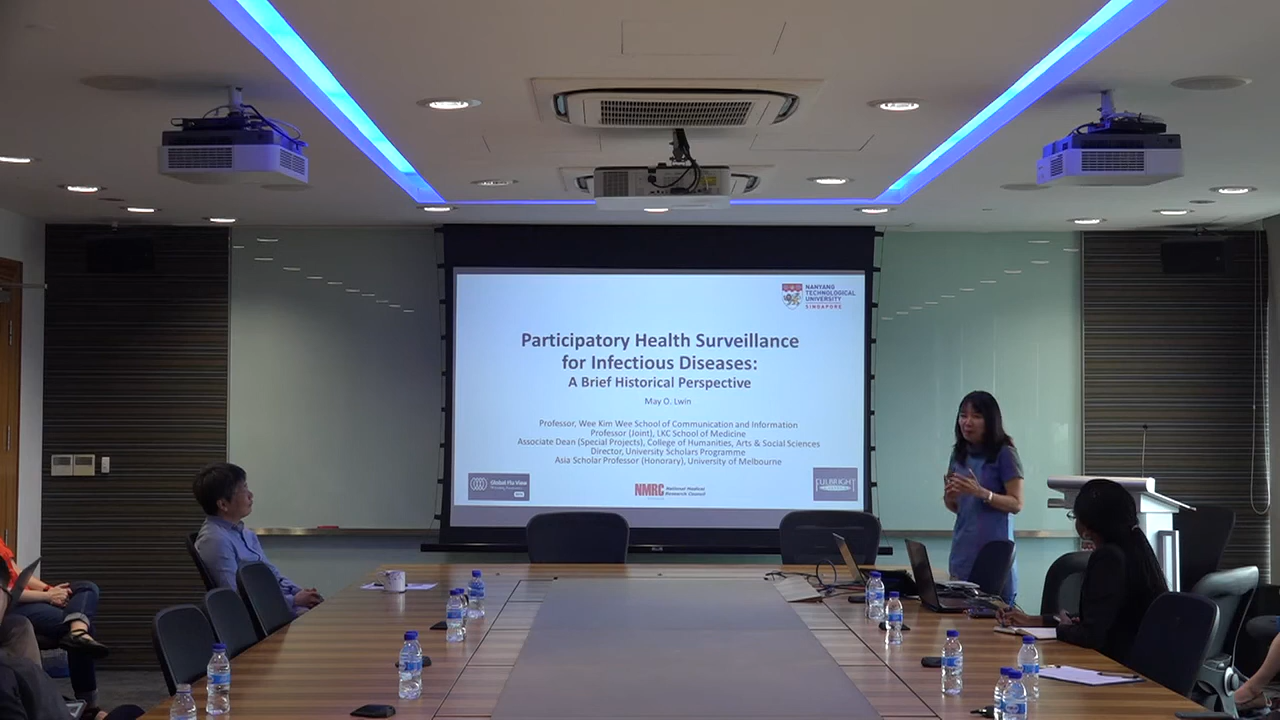 NANYANG
TECHNOLOGICAL
UNIVERSITY
SINGAPORE
Participatory Health Surveillance
for Infectious Diseases:
A Brief Historical Perspective
May O. Lwin
Professor, Wee Kim Wee School of Communication and Information
Professor (Joint), LKC School of Medicine
Associate Dean (Special Projects), College of Humanities, Arts & Social Sciences
Director, University Scholars Programme
Asia Scholar Professor (Honorary), University of Melbourne
Global Flu View
NMRC National Medical
Research Council
FULBRIGHT